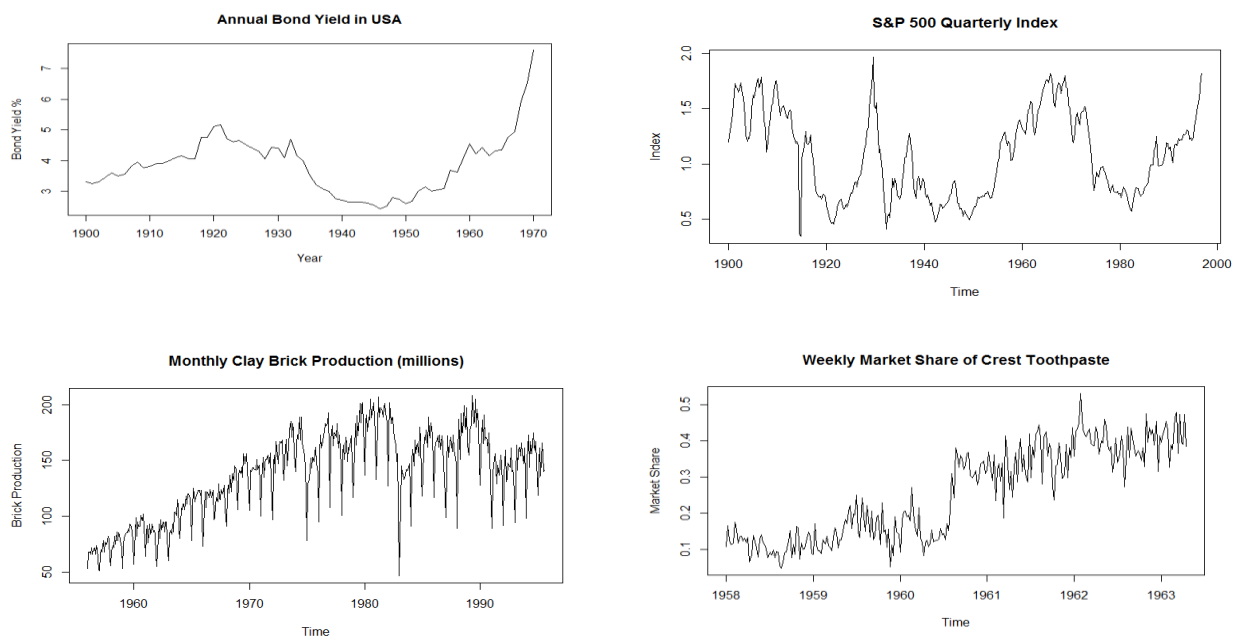 Annual Bond Yield in USA
Bond Yield %
7
6
5
4
3
1900 1910 1920 1930 1940 1950 1960 1970
Year
S&P 500 Quarterly Index
Index
2.0
1.5
1.0
0.5
1900 1920 1940 1960 1980 2000
Time
Monthly Clay Brick Production (millions)
Brick Production
200
150
100
50
1960 1970 1980 1990
Time
Weekly Market Share of Crest Toothpaste
Market Share
0.5
0.4
0.3
0.2
0.1
1958 1959 1960 1961 1962 1963
Time